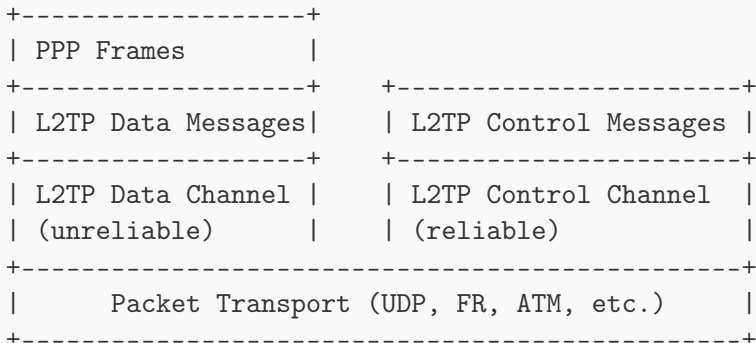 +-------------------+
| PPP Frames        |
+-------------------+    +------------------------+
| L2TP Data Messages|    | L2TP Control Messages |
+-------------------+    +------------------------+
| L2TP Data Channel |    | L2TP Control Channel  |
| (unreliable)      |    | (reliable)            |
+------------------------------------------------+
|      Packet Transport (UDP, FR, ATM, etc.)     |
+------------------------------------------------+